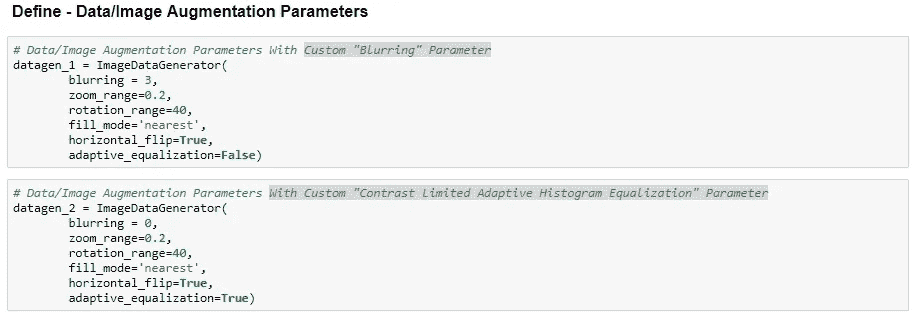 Define - Data/Image Augmentation Parameters
# Data/Image Augmentation Parameters With Custom "Blurring" Parameter
datagen_1 = ImageDataGenerator(
        blurring = 3,
        zoom_range=0.2,
        rotation_range=40,
        fill_mode='nearest',
        horizontal_flip=True,
        adaptive_equalization=False)
# Data/Image Augmentation Parameters With Custom "Contrast Limited Adaptive Histogram Equalization" Parameter
datagen_2 = ImageDataGenerator(
        blurring = 0,
        zoom_range=0.2,
        rotation_range=40,
        fill_mode='nearest',
        horizontal_flip=True,
        adaptive_equalization=True)